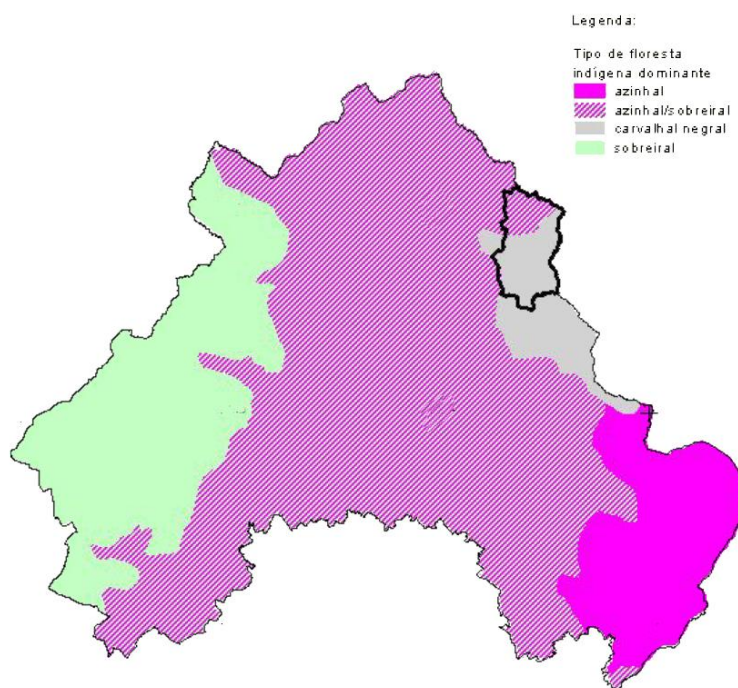 Legenda:
Tipo de floresta
indígena dominante
azinhal
azinhal/sobreiral
carvalhal negral
sobreiral